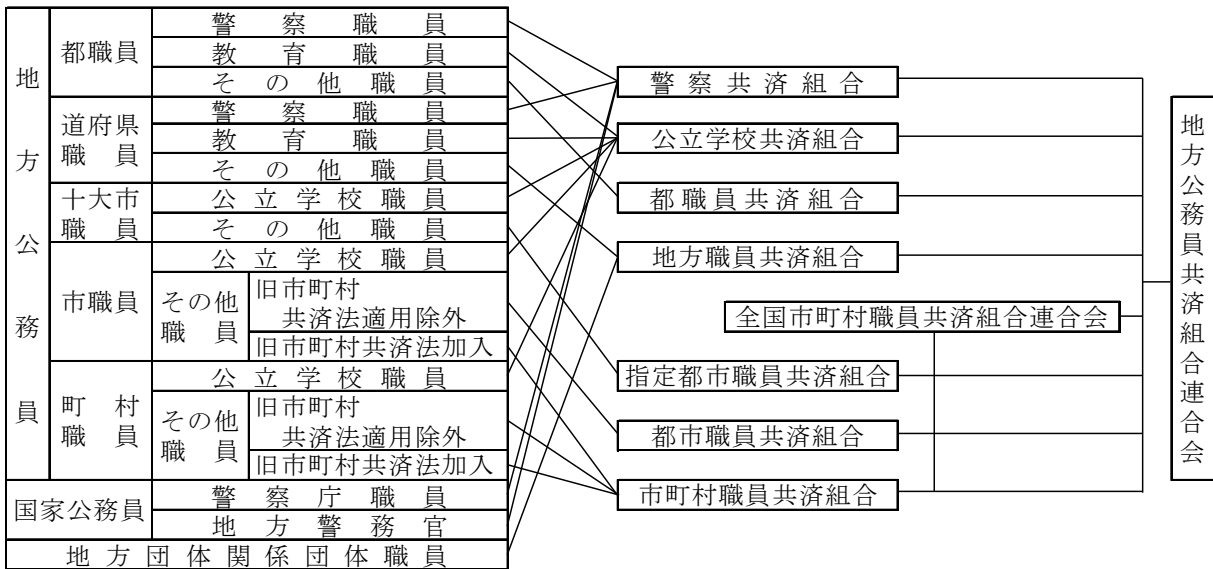 地方公務員
都職員
警察職員
教育職員
その他職員
道府県
職員
警察職員
教育職員
その他職員
十大市
職員
公立学校職員
その他職員
市職員
公立学校職員
その他
職員
旧市町村
共済法適用除外
旧市町村共済法加入
町村
職員
公立学校職員
その他
職員
旧市町村
共済法適用除外
旧市町村共済法加入
国家公務員
警察庁職員
地方警務官
地方団体関係団体職員
警察共済組合
公立学校共済組合
都職員共済組合
地方職員共済組合
全国市町村職員共済組合連合会
指定都市職員共済組合
都市職員共済組合
市町村職員共済組合
地方公務員共済組合連合会